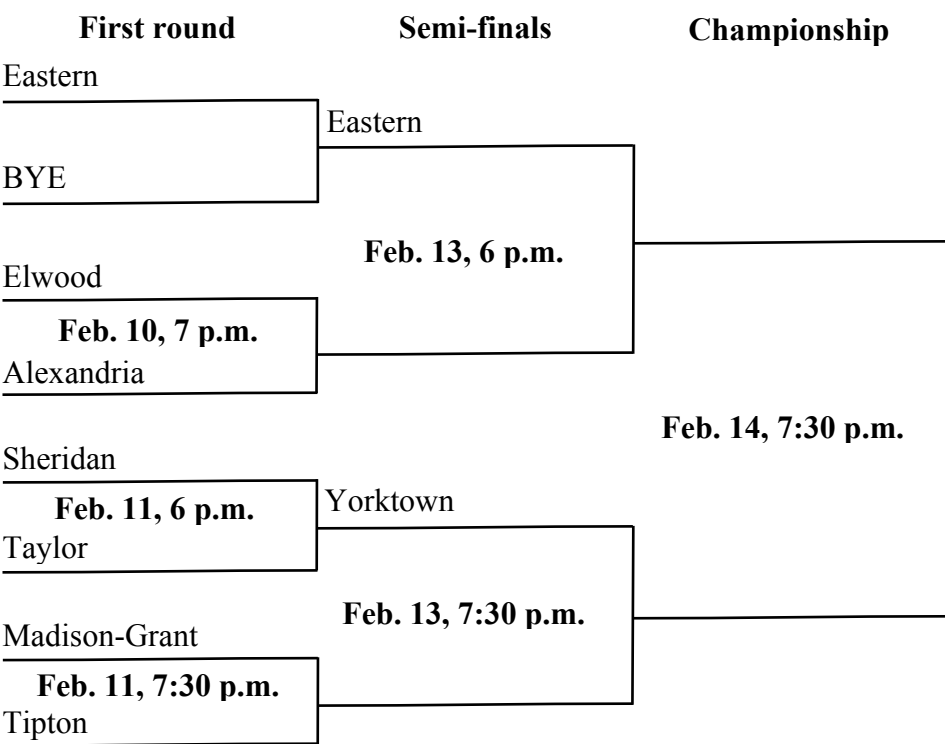 First round Semi-finals Championship
Eastern
Eastern
BYE
Feb. 13, 6 p.m.
Elwood
Feb. 10, 7 p.m.
Alexandria
Feb. 14, 7:30 p.m.
Sheridan
Yorktown
Feb. 11, 6 p.m.
Taylor
Feb. 13, 7:30 p.m.
Madison-Grant
Feb. 11, 7:30 p.m.
Tipton